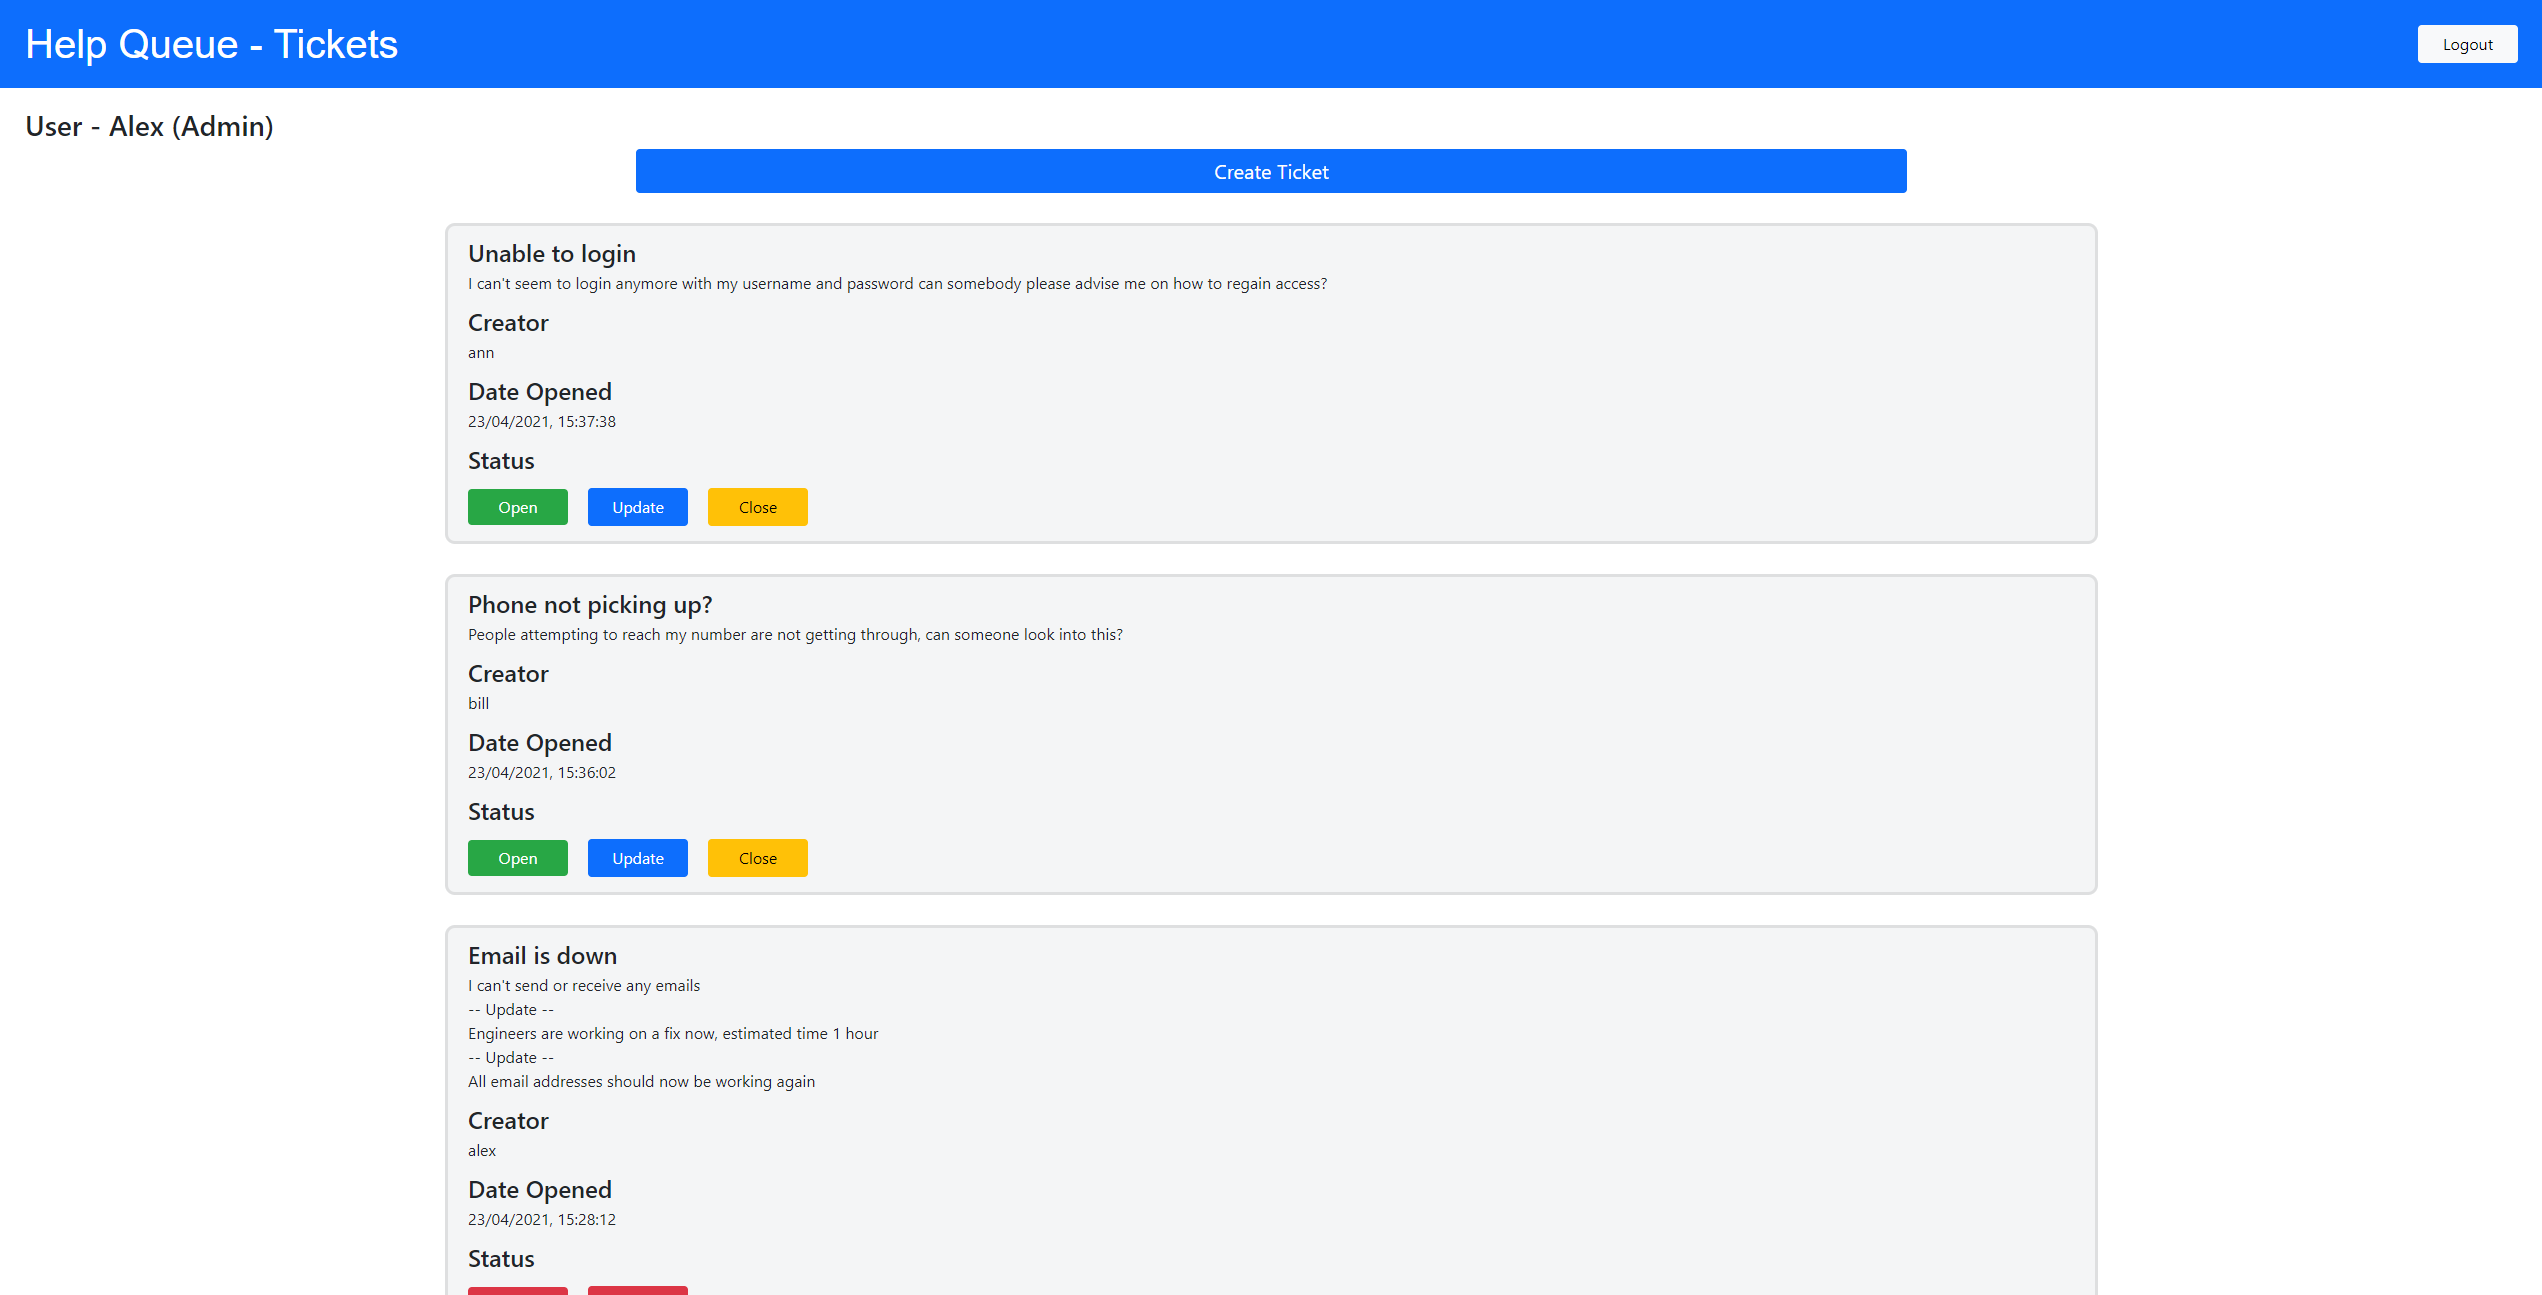 Help Queue - Tickets
Logout
User - Alex (Admin)
Create Ticket
Unable to login
I can't seem to login anymore with my username and password can somebody please advise me on how to regain access?
Creator
ann
Date Opened
23/04/2021, 15:37:38
Status
Open Update Close
Phone not picking up?
People attempting to reach my number are not getting through, can someone look into this?
Creator
bill
Date Opened
23/04/2021, 15:36:02
Status
Open Update Close
Email is down
I can't send or receive any emails
-- Update --
Engineers are working on a fix now, estimated time 1 hour
-- Update --
All email addresses should now be working again
Creator
alex
Date Opened
23/04/2021, 15:28:12
Status